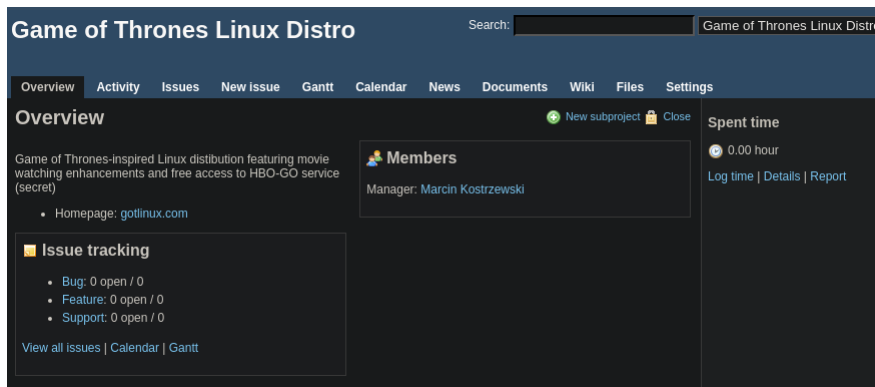 Game of Thrones Linux Distro
Search:
Game of Thrones Linux Distro
Overview Activity Issues New issue Gantt Calendar News Documents Wiki Files Settings
Overview
New subproject Close
Game of Thrones-inspired Linux distibution featuring movie
watching enhancements and free access to HBO-GO service
(secret)
Homepage: gotlinux.com
Issue tracking
Bug: 0 open / 0
Feature: 0 open / 0
Support: 0 open / 0
View all issues | Calendar | Gantt
Members
Manager: Marcin Kostrzewski
Spent time
0.00 hour
Log time | Details | Report